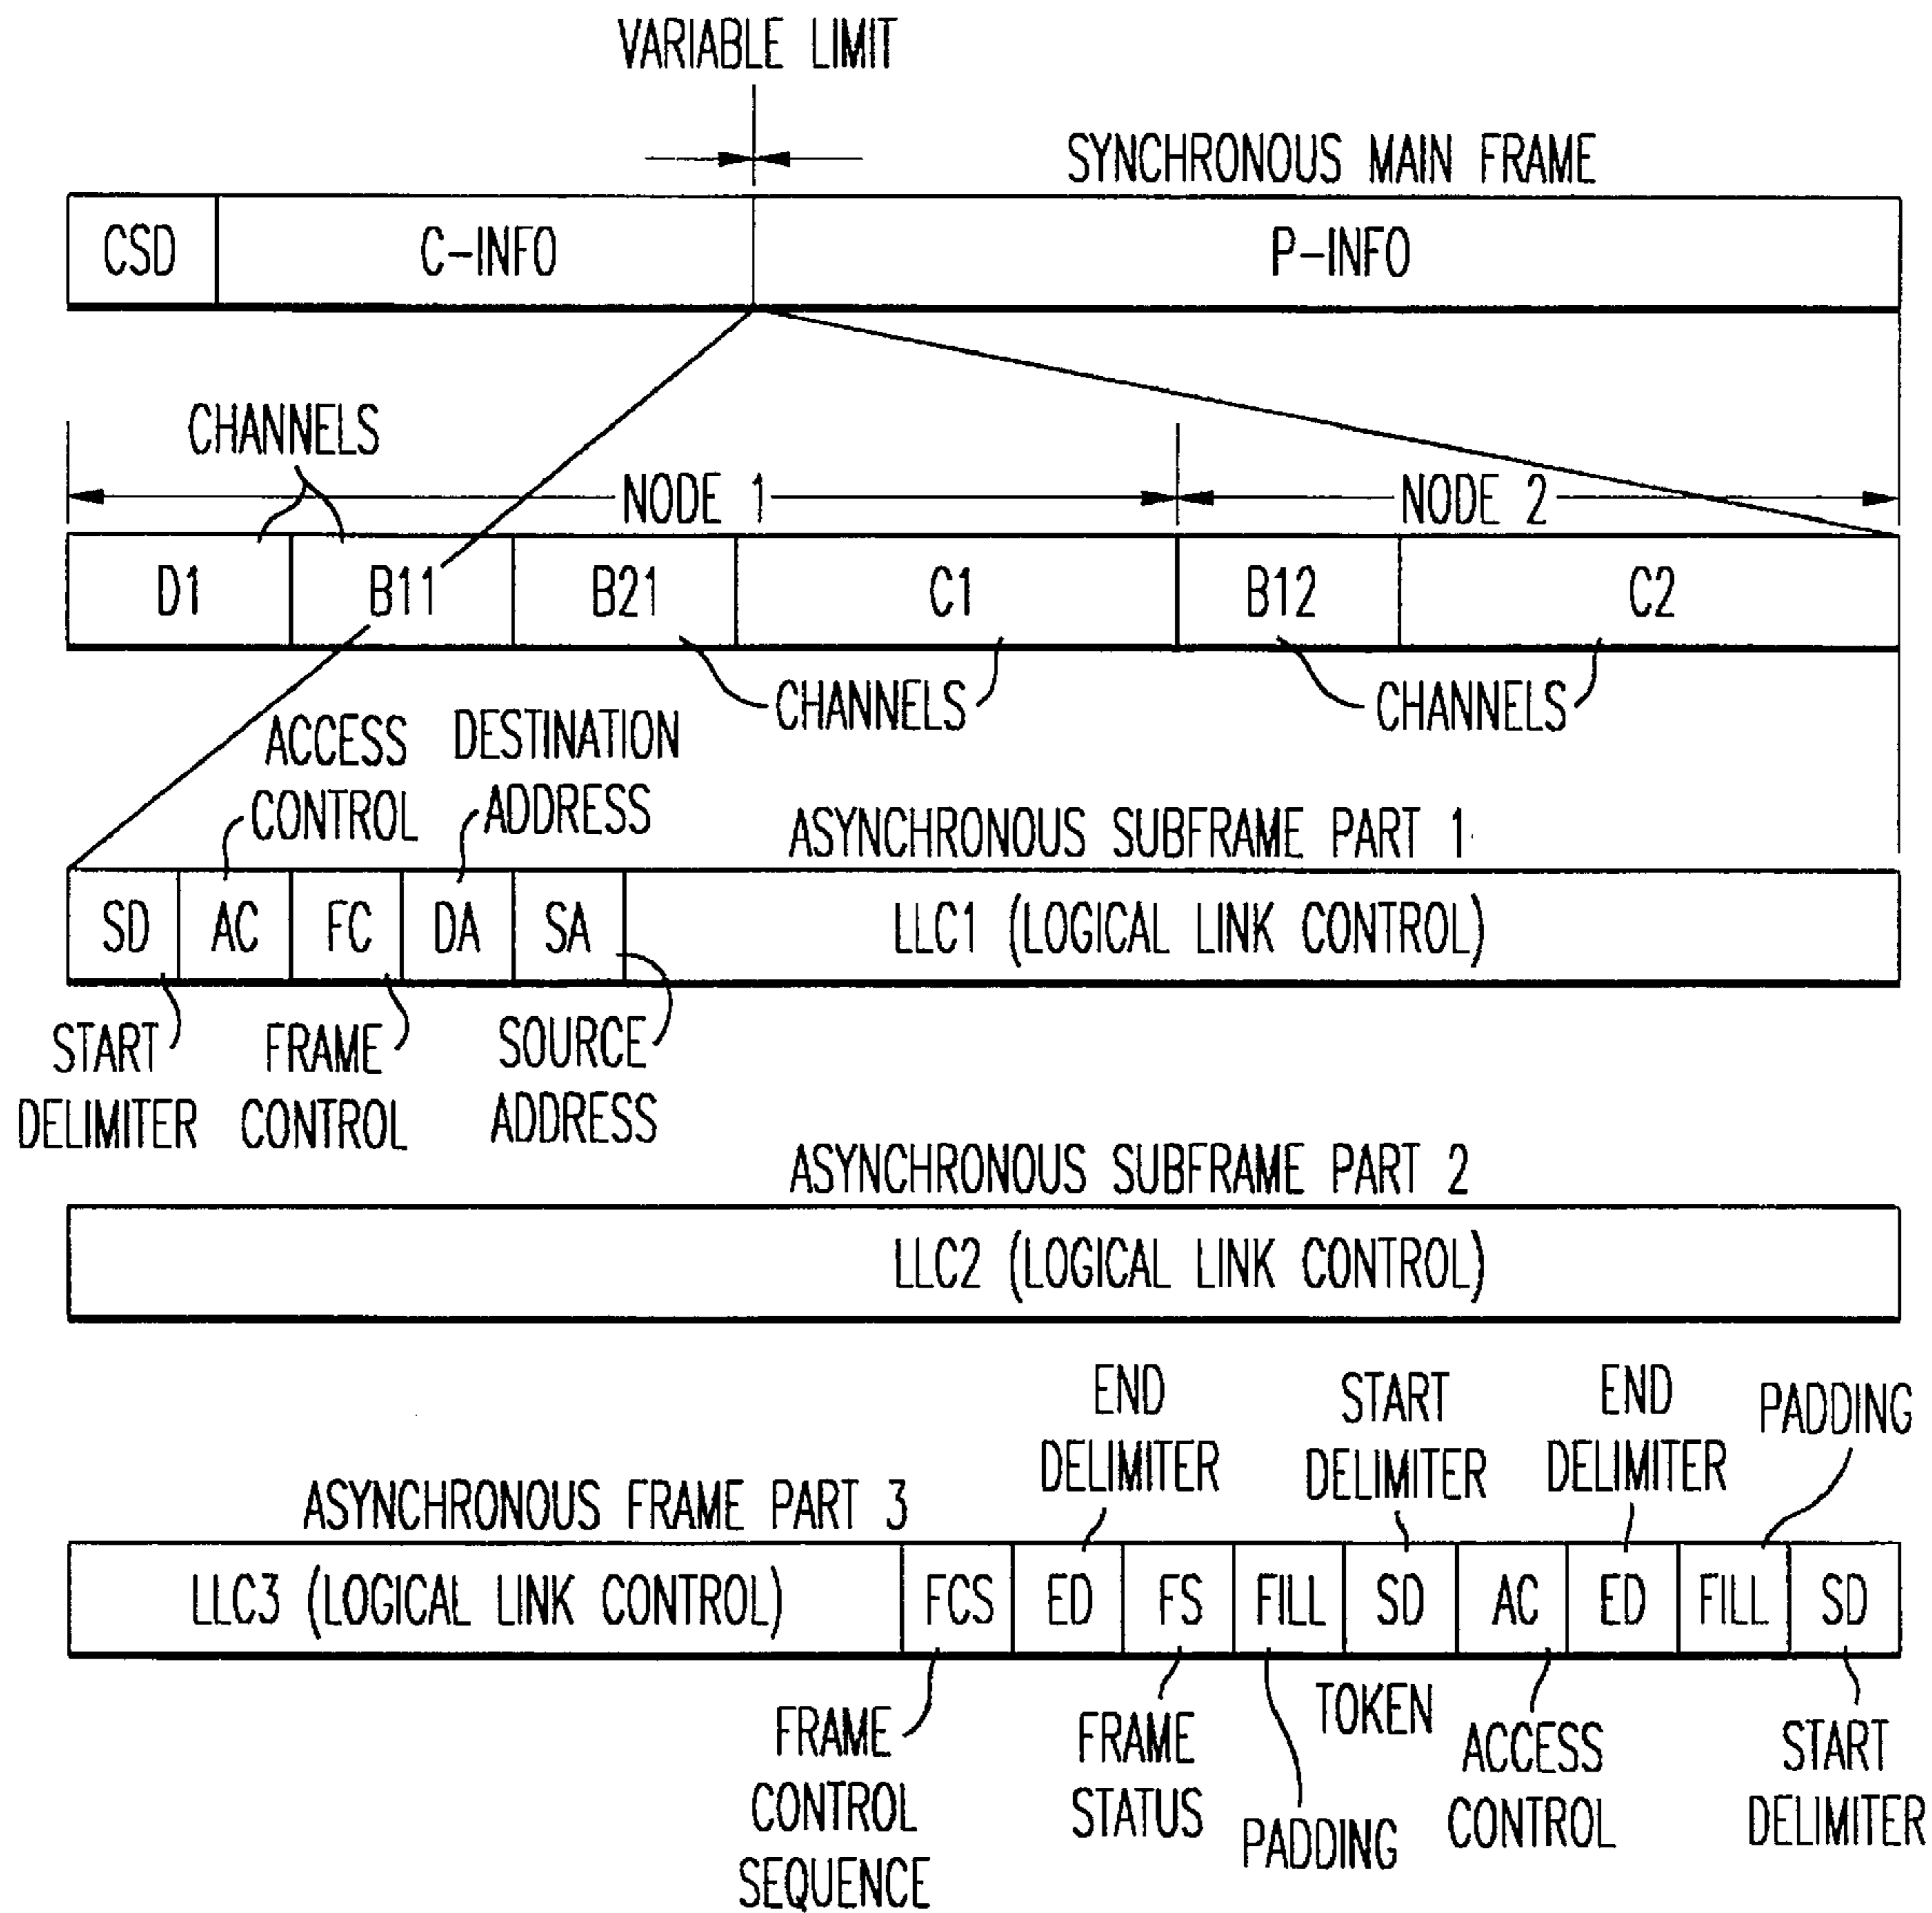 VARIABLE LIMIT
SYNCHRONOUS MAIN FRAME
CSD C-INFO P-INFO
CHANNELS
NODE 1 NODE 2
D1 B11 B21 C1 B12 C2
CHANNELS CHANNELS
ACCESS CONTROL
DESTINATION ADDRESS
ASYNCHRONOUS SUBFRAME PART 1
SD AC FC DA SA LLC1 (LOGICAL LINK CONTROL)
START DELIMITER
FRAME CONTROL
SOURCE ADDRESS
ASYNCHRONOUS SUBFRAME PART 2
LLC2 (LOGICAL LINK CONTROL)
END DELIMITER
START DELIMITER
END DELIMITER
PADDING
ASYNCHRONOUS FRAME PART 3
LLC3 (LOGICAL LINK CONTROL) FCS ED FS FILL SD AC ED FILL SD
FRAME CONTROL SEQUENCE
FRAME STATUS
PADDING
TOKEN
ACCESS CONTROL
START DELIMITER